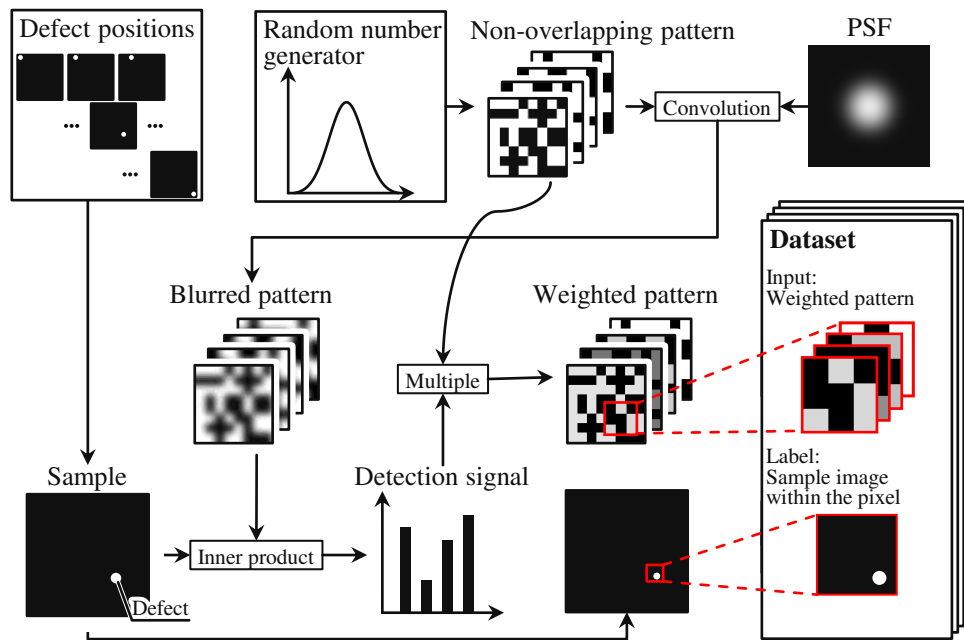 Defect positions
...
...
...
Random number
generator
Non-overlapping pattern
Convolution
PSF
Blurred pattern
Multiple
Weighted pattern
Dataset
Input:
Weighted pattern
Label:
Sample image
within the pixel
Sample
Defect
Inner product
Detection signal